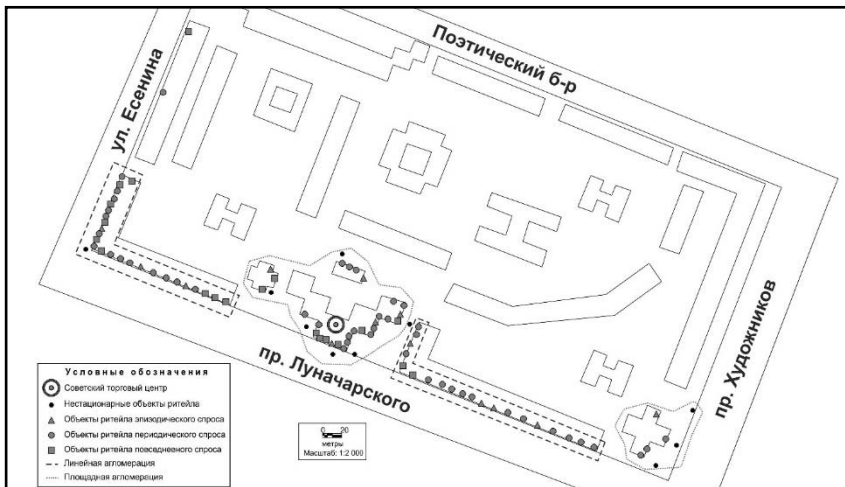 Поэтический б-р
ул. Есенина
пр. Художников
пр. Луначарского
Условные обозначения
Советский торговый центр
Нестационарные объекты ритейла
Объекты ритейла эпизодического спроса
Объекты ритейла периодического спроса
Объекты ритейла повседневного спроса
Линейная агломерация
Площадная агломерация
0 20
метры
Масштаб: 1:2 000